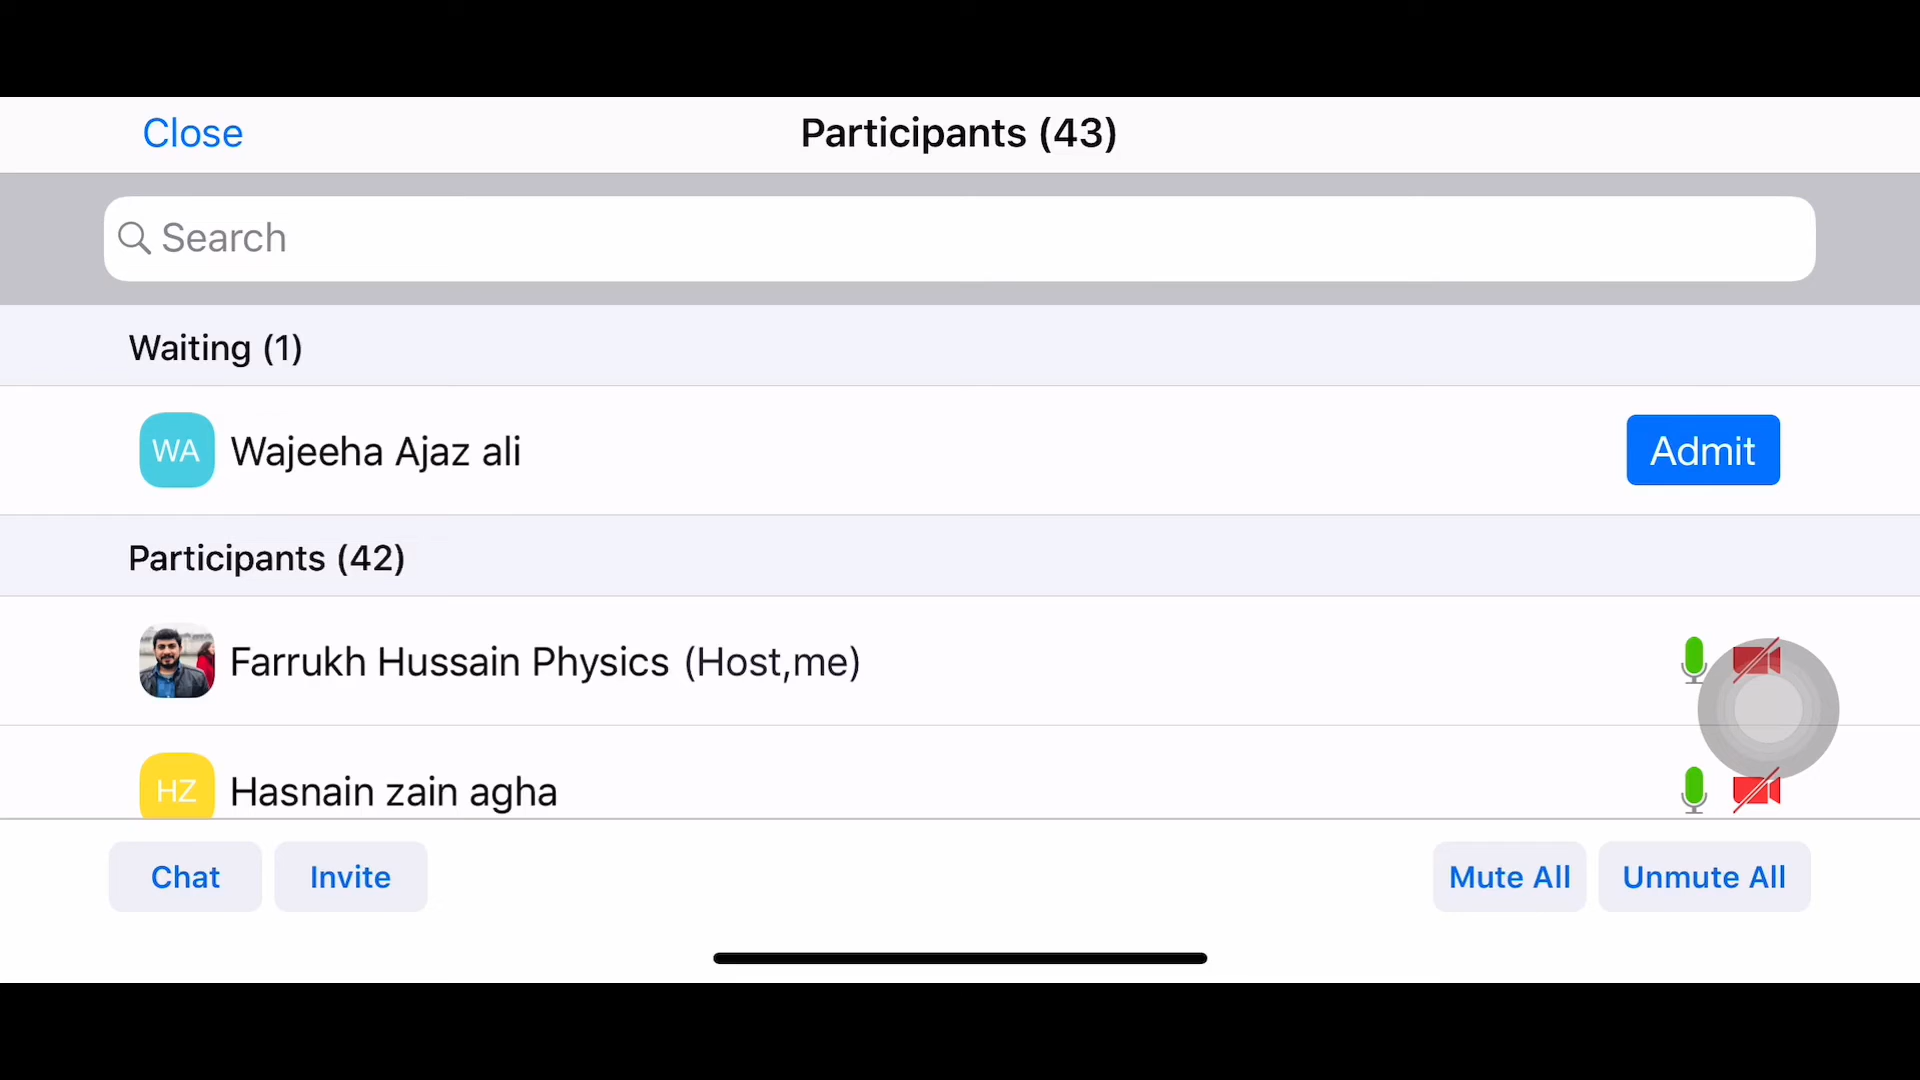 Close
Participants (43)
Search
Waiting (1)
WA Wajeeha Ajaz ali
Admit
Participants (42)
Farrukh Hussain Physics (Host,me)
HZ Hasnain zain agha
Chat Invite Mute All Unmute All